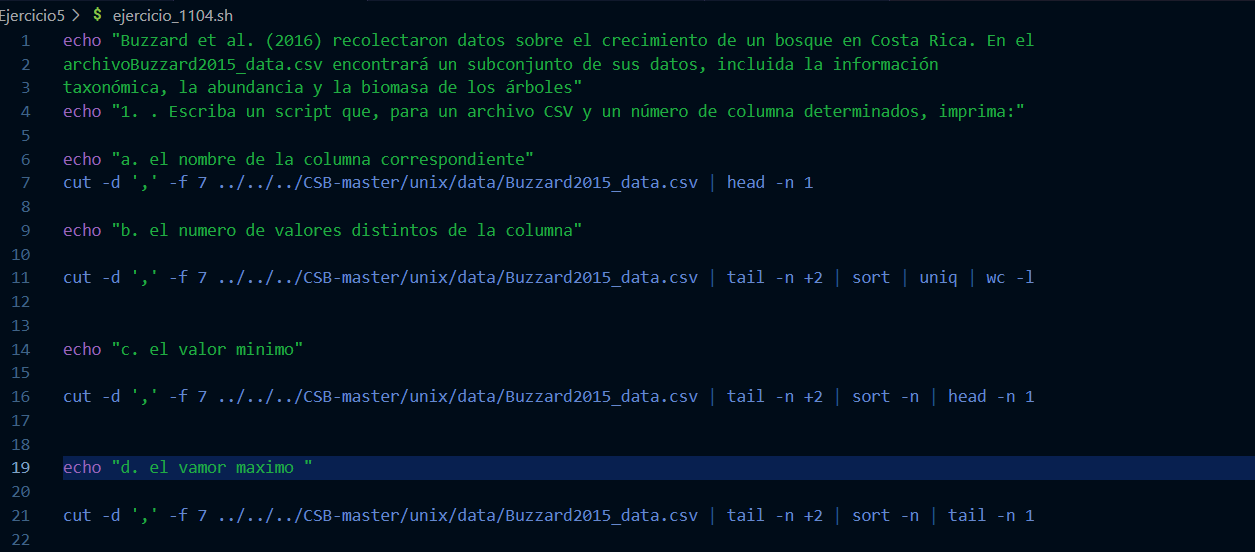 Ejercicio5 > $ ejercicio_1104.sh
1 echo "Buzzard et al. (2016) recolectaron datos sobre el crecimiento de un bosque en Costa Rica. En el
2 archivoBuzzard2015_data.csv encontrará un subconjunto de sus datos, incluida la información
3 taxonómica, la abundancia y la biomasa de los árboles"
4 echo "1. . Escriba un script que, para un archivo CSV y un número de columna determinados, imprima:"
5
6 echo "a. el nombre de la columna correspondiente"
7 cut -d ',' -f 7 ../../../CSB-master/unix/data/Buzzard2015_data.csv | head -n 1
8
9 echo "b. el numero de valores distintos de la columna"
10
11 cut -d ',' -f 7 ../../../CSB-master/unix/data/Buzzard2015_data.csv | tail -n +2 | sort | uniq | wc -l
12
13
14 echo "c. el valor minimo"
15
16 cut -d ',' -f 7 ../../../CSB-master/unix/data/Buzzard2015_data.csv | tail -n +2 | sort -n | head -n 1
17
18
19 echo "d. el vamor maximo "
20
21 cut -d ',' -f 7 ../../../CSB-master/unix/data/Buzzard2015_data.csv | tail -n +2 | sort -n | tail -n 1
22